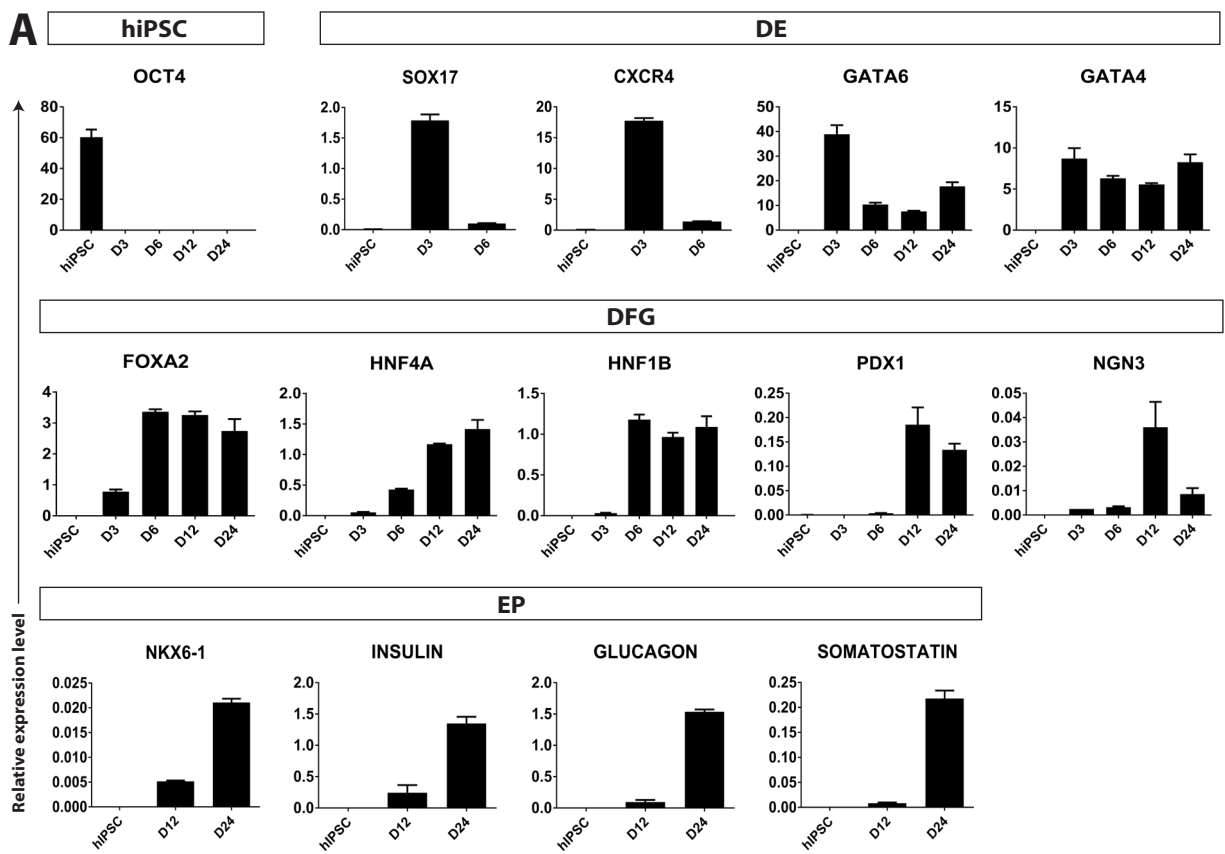 A
hiPSC
DE
OCT4
80
60
40
20
0
hiPSC D3 D6 D12 D24
SOX17
2.0
1.5
1.0
0.5
0.0
hiPSC D3 D6
CXCR4
20
15
10
5
0
hiPSC D3 D6
GATA6
50
40
30
20
10
0
hiPSC D3 D6 D12 D24
GATA4
15
10
5
0
hiPSC D3 D6 D12 D24
DFG
FOXA2
4
3
2
1
0
hiPSC D3 D6 D12 D24
HNF4A
2.0
1.5
1.0
0.5
0.0
hiPSC D3 D6 D12 D24
HNF1B
1.5
1.0
0.5
0.0
hiPSC D3 D6 D12 D24
PDX1
0.25
0.20
0.15
0.10
0.05
0.00
hiPSC D3 D6 D12 D24
NGN3
0.05
0.04
0.03
0.02
0.01
0.00
hiPSC D3 D6 D12 D24
EP
NKX6-1
0.025
0.020
0.015
0.010
0.005
0.000
hiPSC D12 D24
INSULIN
2.0
1.5
1.0
0.5
0.0
hiPSC D12 D24
GLUCAGON
2.0
1.5
1.0
0.5
0.0
hiPSC D12 D24
SOMATOSTATIN
0.25
0.20
0.15
0.10
0.05
0.00
hiPSC D12 D24
Relative expression level